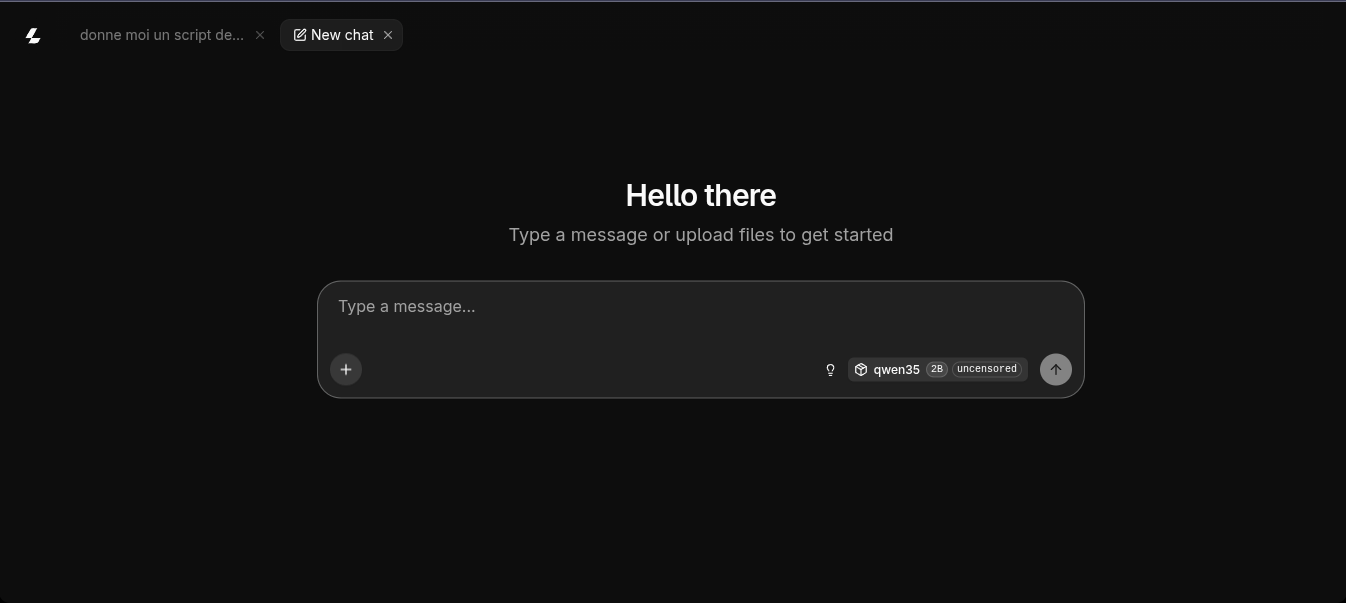 donne moi un script de...
New chat
Hello there
Type a message or upload files to get started
Type a message...
qwen35 2B uncensored